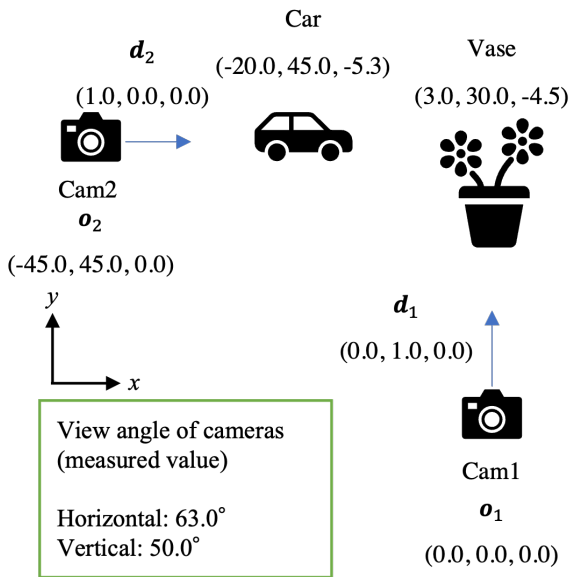 Car
d₂
(-20.0, 45.0, -5.3)
Vase
(1.0, 0.0, 0.0)
(3.0, 30.0, -4.5)
Cam2
o₂
(-45.0, 45.0, 0.0)
y
x
d₁
(0.0, 1.0, 0.0)
View angle of cameras
(measured value)
Horizontal: 63.0°
Vertical: 50.0°
Cam1
o₁
(0.0, 0.0, 0.0)